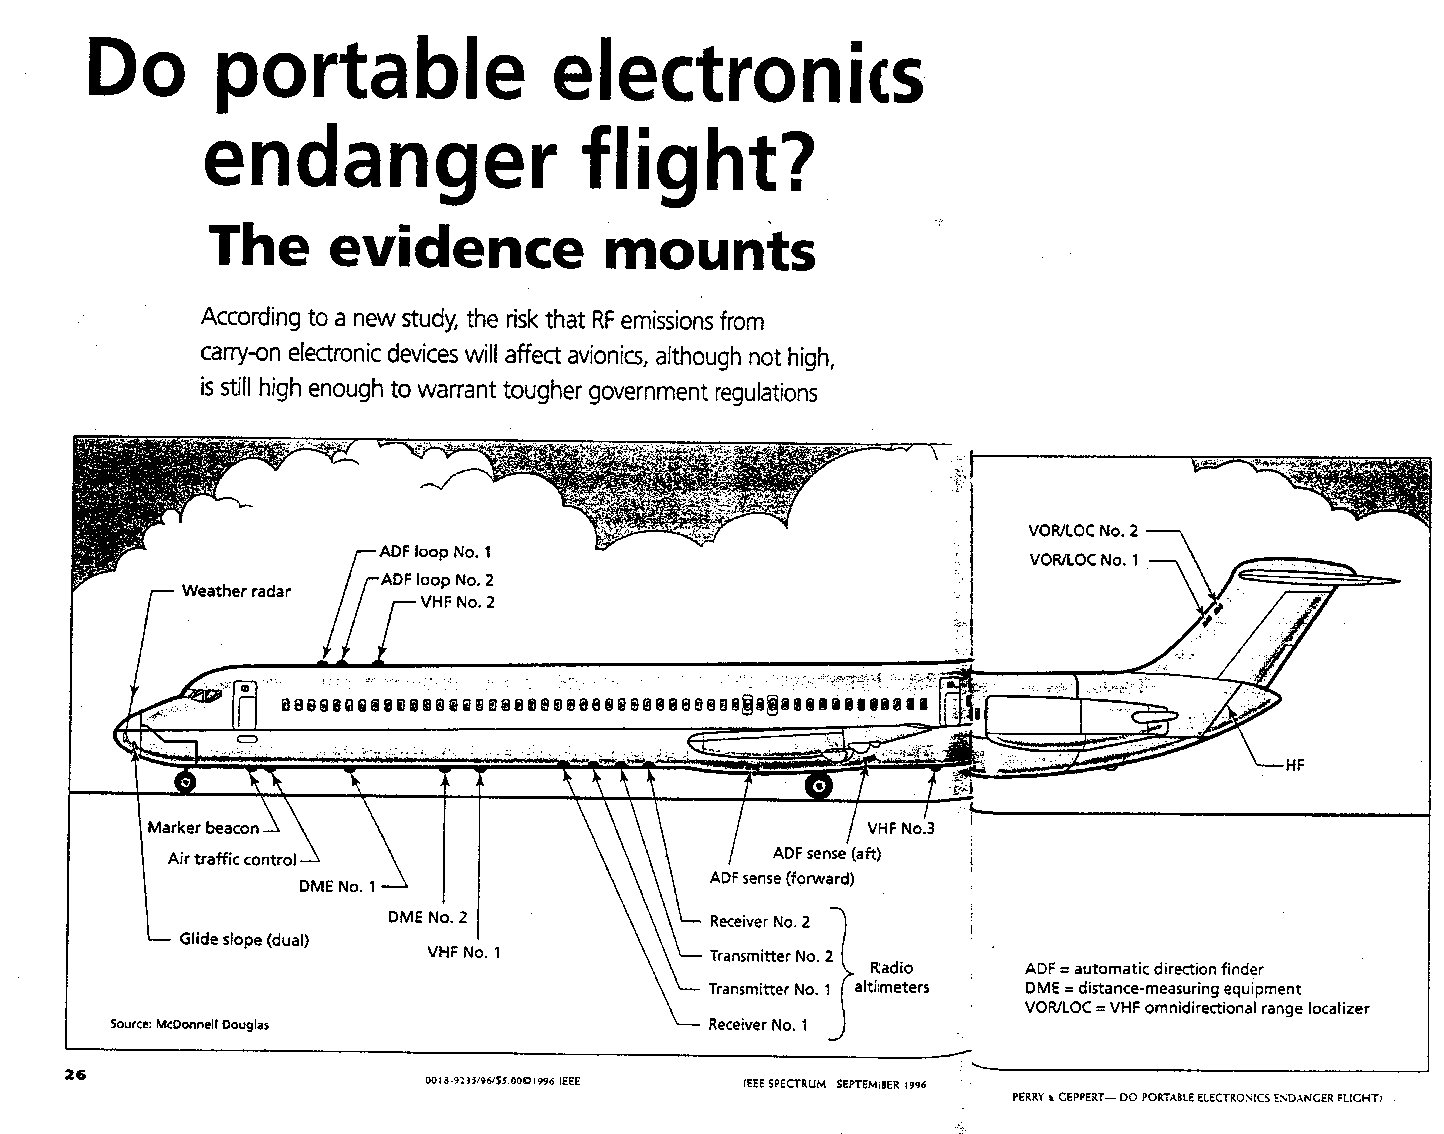 Do portable electronics
endanger flight?
The evidence mounts
According to a new study, the risk that RF emissions from
carry-on electronic devices will affect avionics, although not high,
is still high enough to warrant tougher government regulations
ADF loop No. 1
ADF loop No. 2
VHF No. 2
Weather radar
VOR/LOC No. 2
VOR/LOC No. 1
HF
Marker beacon
Air traffic control
DME No. 1
DME No. 2
VHF No. 1
Glide slope (dual)
VHF No.3
ADF sense (aft)
ADF sense (forward)
Receiver No. 2
Transmitter No. 2
Transmitter No. 1
Receiver No. 1
Radio
altimeters
ADF = automatic direction finder
DME = distance-measuring equipment
VOR/LOC = VHF omnidirectional range localizer
Source: McDonnell Douglas
26
0018-9235/96/$5.00©1996 IEEE
IEEE SPECTRUM SEPTEMBER 1996
PERRY & GEPPERT— DO PORTABLE ELECTRONICS ENDANGER FLIGHT?